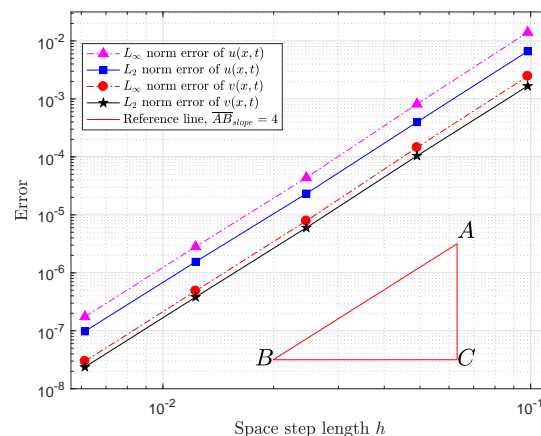 10^-2
10^-3
10^-4
10^-5
10^-6
10^-7
10^-8
Error
L∞ norm error of u(x, t)
L2 norm error of u(x, t)
L∞ norm error of v(x, t)
L2 norm error of v(x, t)
Reference line, A̅B̅_slope = 4
A
B
C
10^-2
10^-1
Space step length h